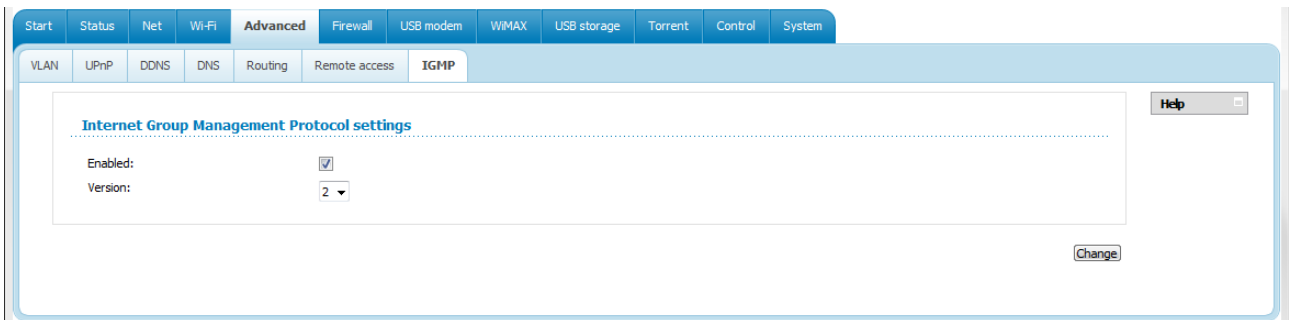 Start Status Net Wi-Fi Advanced Firewall USB modem WiMAX USB storage Torrent Control System
VLAN UPnP DDNS DNS Routing Remote access IGMP
Help
Internet Group Management Protocol settings
Enabled:
Version: 2
Change